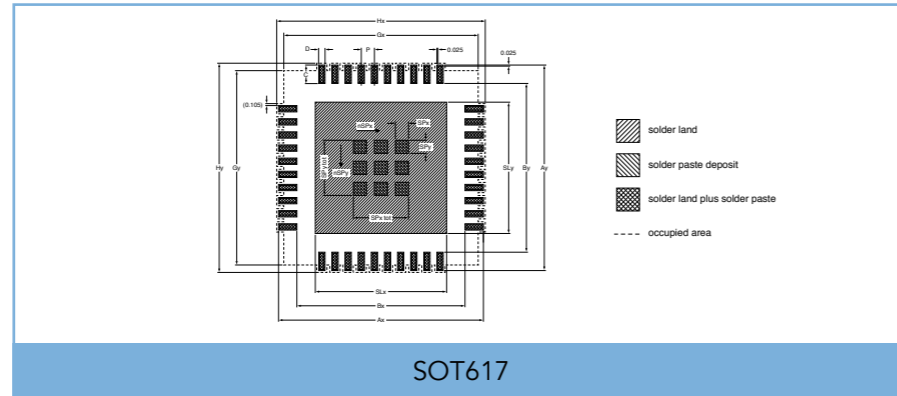 Hx
Gx
D
P
0.025
0.025
C
(0.105)
nSPx
SPx
SPy
SPy tot
nSPy
SPx tot
Hy
Gy
SLy
By
Ay
SLx
Bx
Ax
solder land
solder paste deposit
solder land plus solder paste
occupied area
SOT617